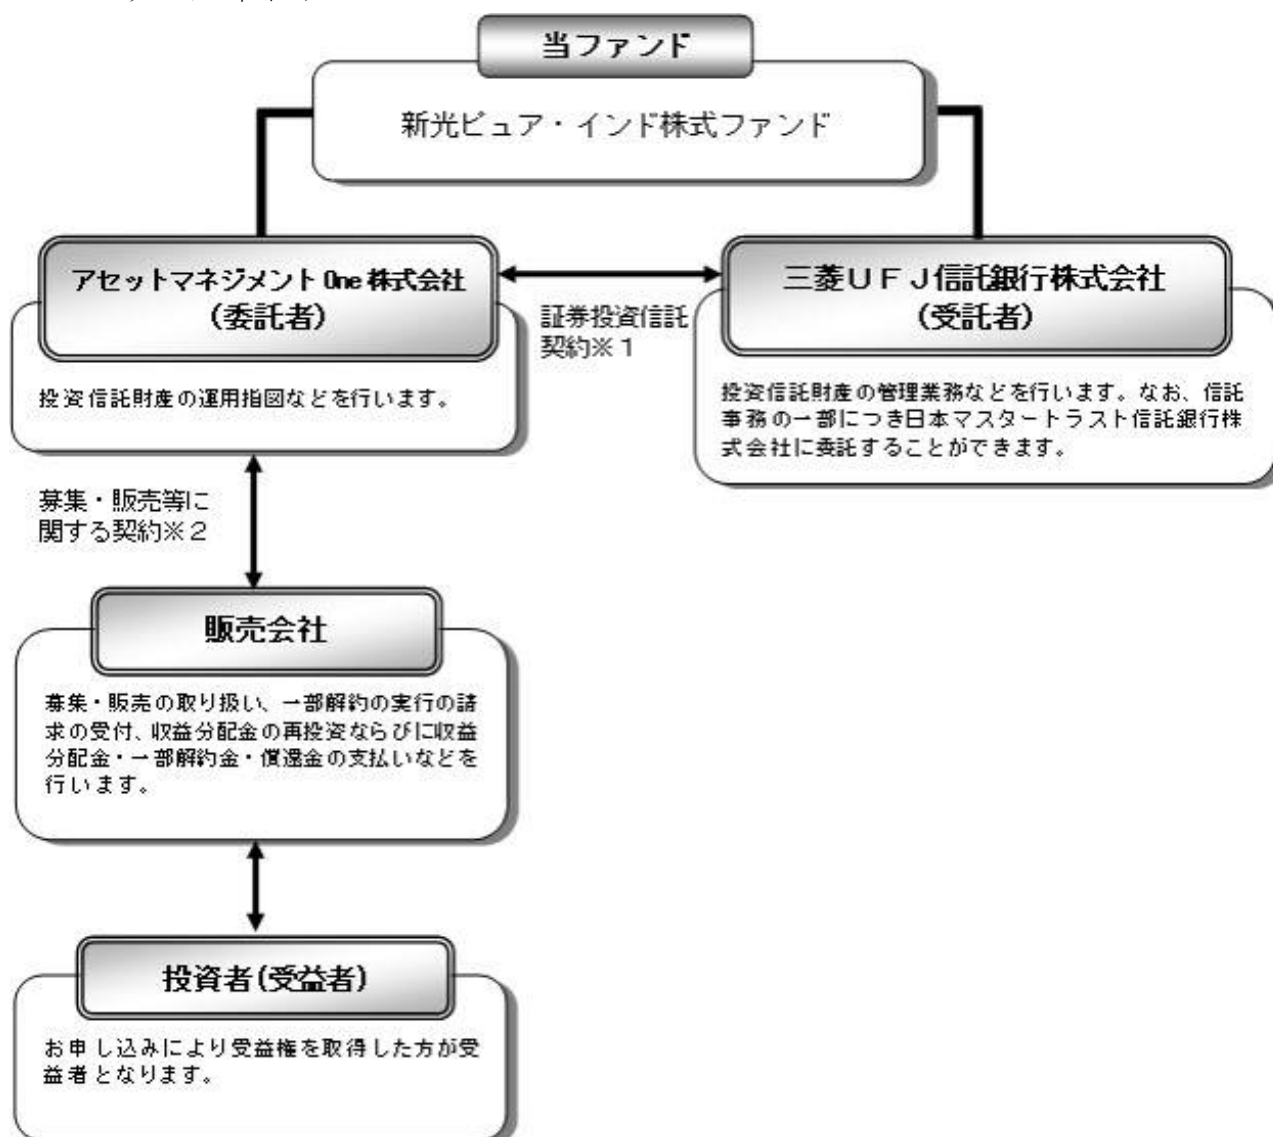 当ファンド
新光ピュア・インド株式ファンド
アセットマネジメント One 株式会社
(委託者)
投資信託財産の運用指図などを行います。
証券投資信託
契約※１
三菱ＵＦＪ信託銀行株式会社
(受託者)
投資信託財産の管理業務などを行います。なお、信託
事務の一部につき日本マスタートラスト信託銀行株
式会社に委託することができます。
募集・販売等に
関する契約※２
販売会社
募集・販売の取り扱い、一部解約の実行の請
求の受付、収益分配金の再投資ならびに収益
分配金・一部解約金・償還金の支払いなどを
行います。
投資者(受益者)
お申し込みにより受益権を取得した方が受
益者となります。